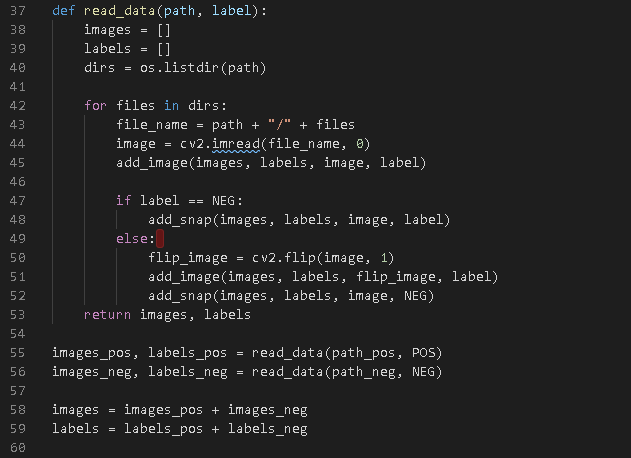 37 def read_data(path, label):
38     images = []
39     labels = []
40     dirs = os.listdir(path)
41
42     for files in dirs:
43         file_name = path + "/" + files
44         image = cv2.imread(file_name, 0)
45         add_image(images, labels, image, label)
46
47         if label == NEG:
48             add_snap(images, labels, image, label)
49         else:
50             flip_image = cv2.flip(image, 1)
51             add_image(images, labels, flip_image, label)
52             add_snap(images, labels, image, NEG)
53     return images, labels
54
55 images_pos, labels_pos = read_data(path_pos, POS)
56 images_neg, labels_neg = read_data(path_neg, NEG)
57
58 images = images_pos + images_neg
59 labels = labels_pos + labels_neg
60